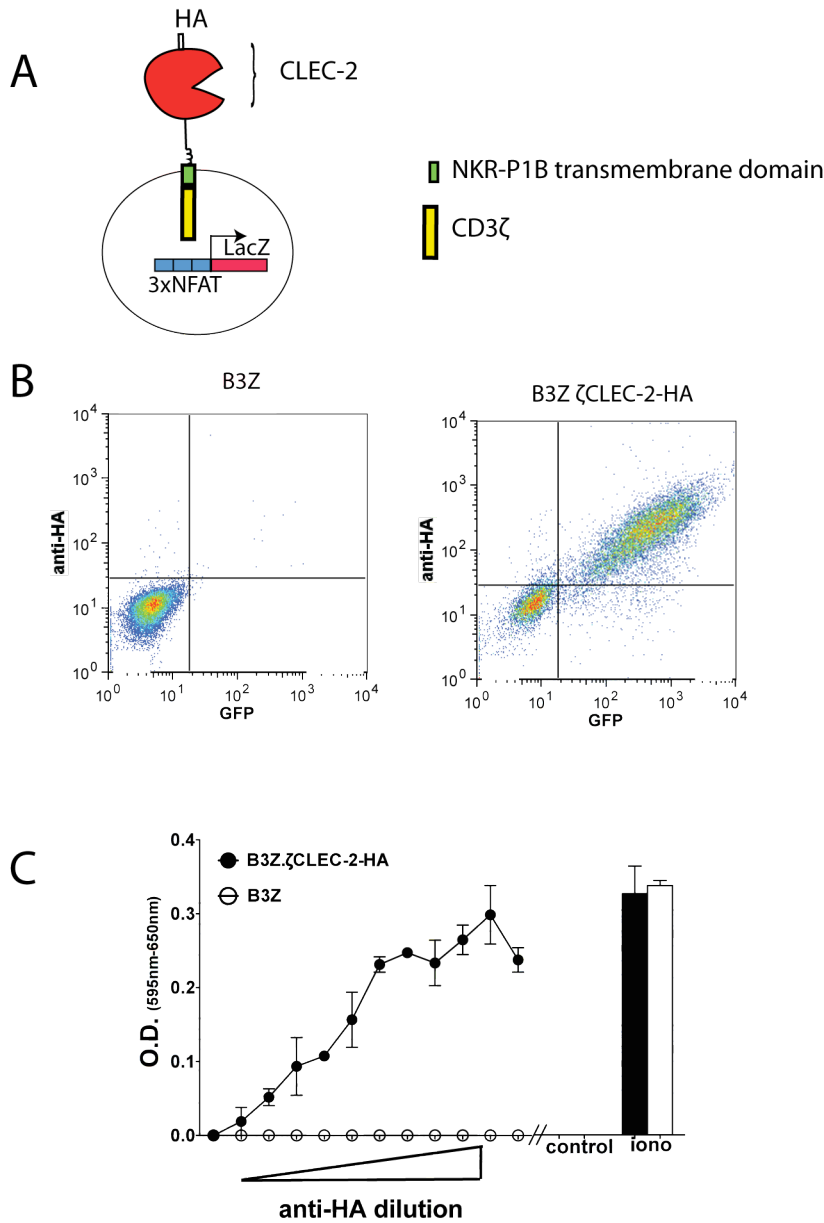 A
HA
CLEC-2
NKR-P1B transmembrane domain
CD3ζ
LacZ
3xNFAT
B
B3Z
B3Z ζCLEC-2-HA
anti-HA
10⁴
10³
10²
10¹
10⁰
10⁰ 10¹ 10² 10³ 10⁴
GFP
anti-HA
10⁴
10³
10²
10¹
10⁰
10⁰ 10¹ 10² 10³ 10⁴
GFP
C
B3Z.ζCLEC-2-HA
B3Z
O.D. (595nm-650nm)
0.4
0.3
0.2
0.1
0.0
control iono
anti-HA dilution